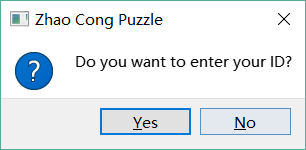 Zhao Cong Puzzle
Do you want to enter your ID?
Yes
No